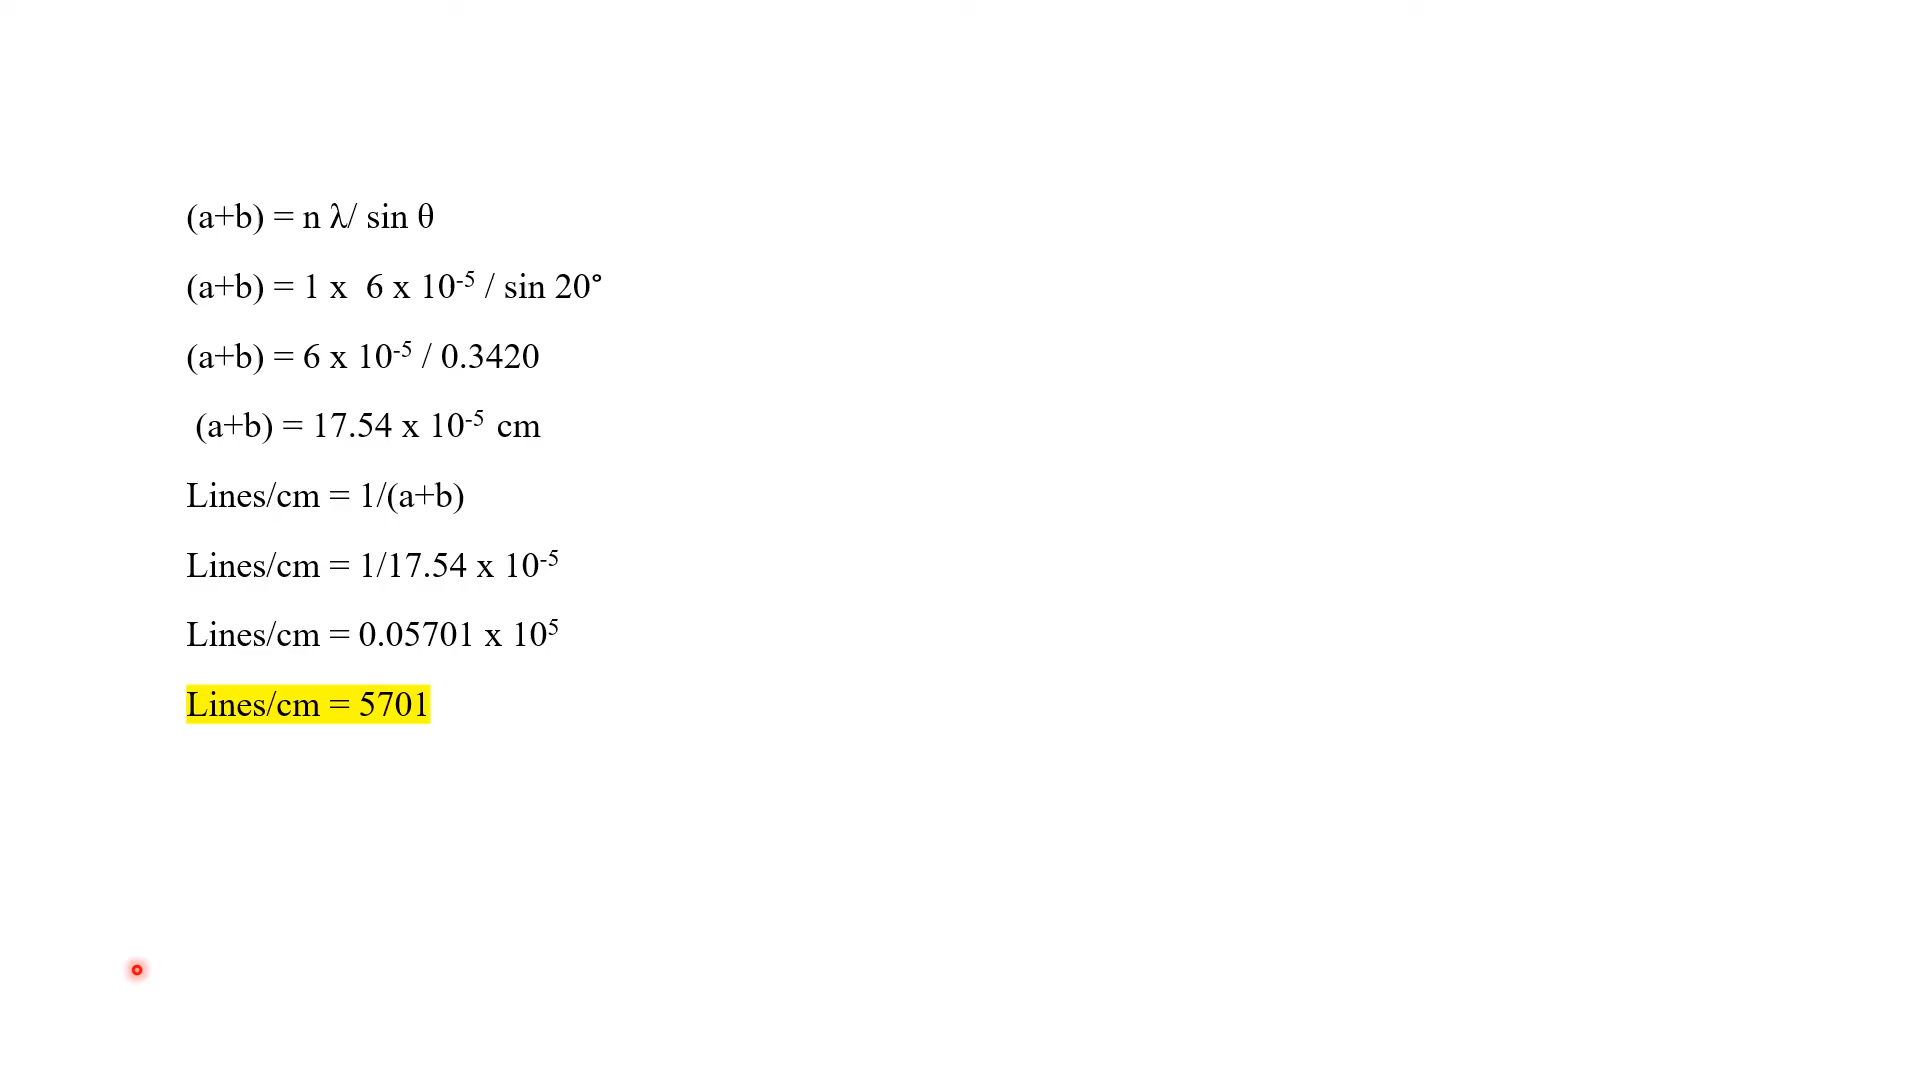 (a+b) = n λ/ sin θ
(a+b) = 1 x  6 x 10⁻⁵ / sin 20°
(a+b) = 6 x 10⁻⁵ / 0.3420
(a+b) = 17.54 x 10⁻⁵ cm
Lines/cm = 1/(a+b)
Lines/cm = 1/17.54 x 10⁻⁵
Lines/cm = 0.05701 x 10⁵
Lines/cm = 5701